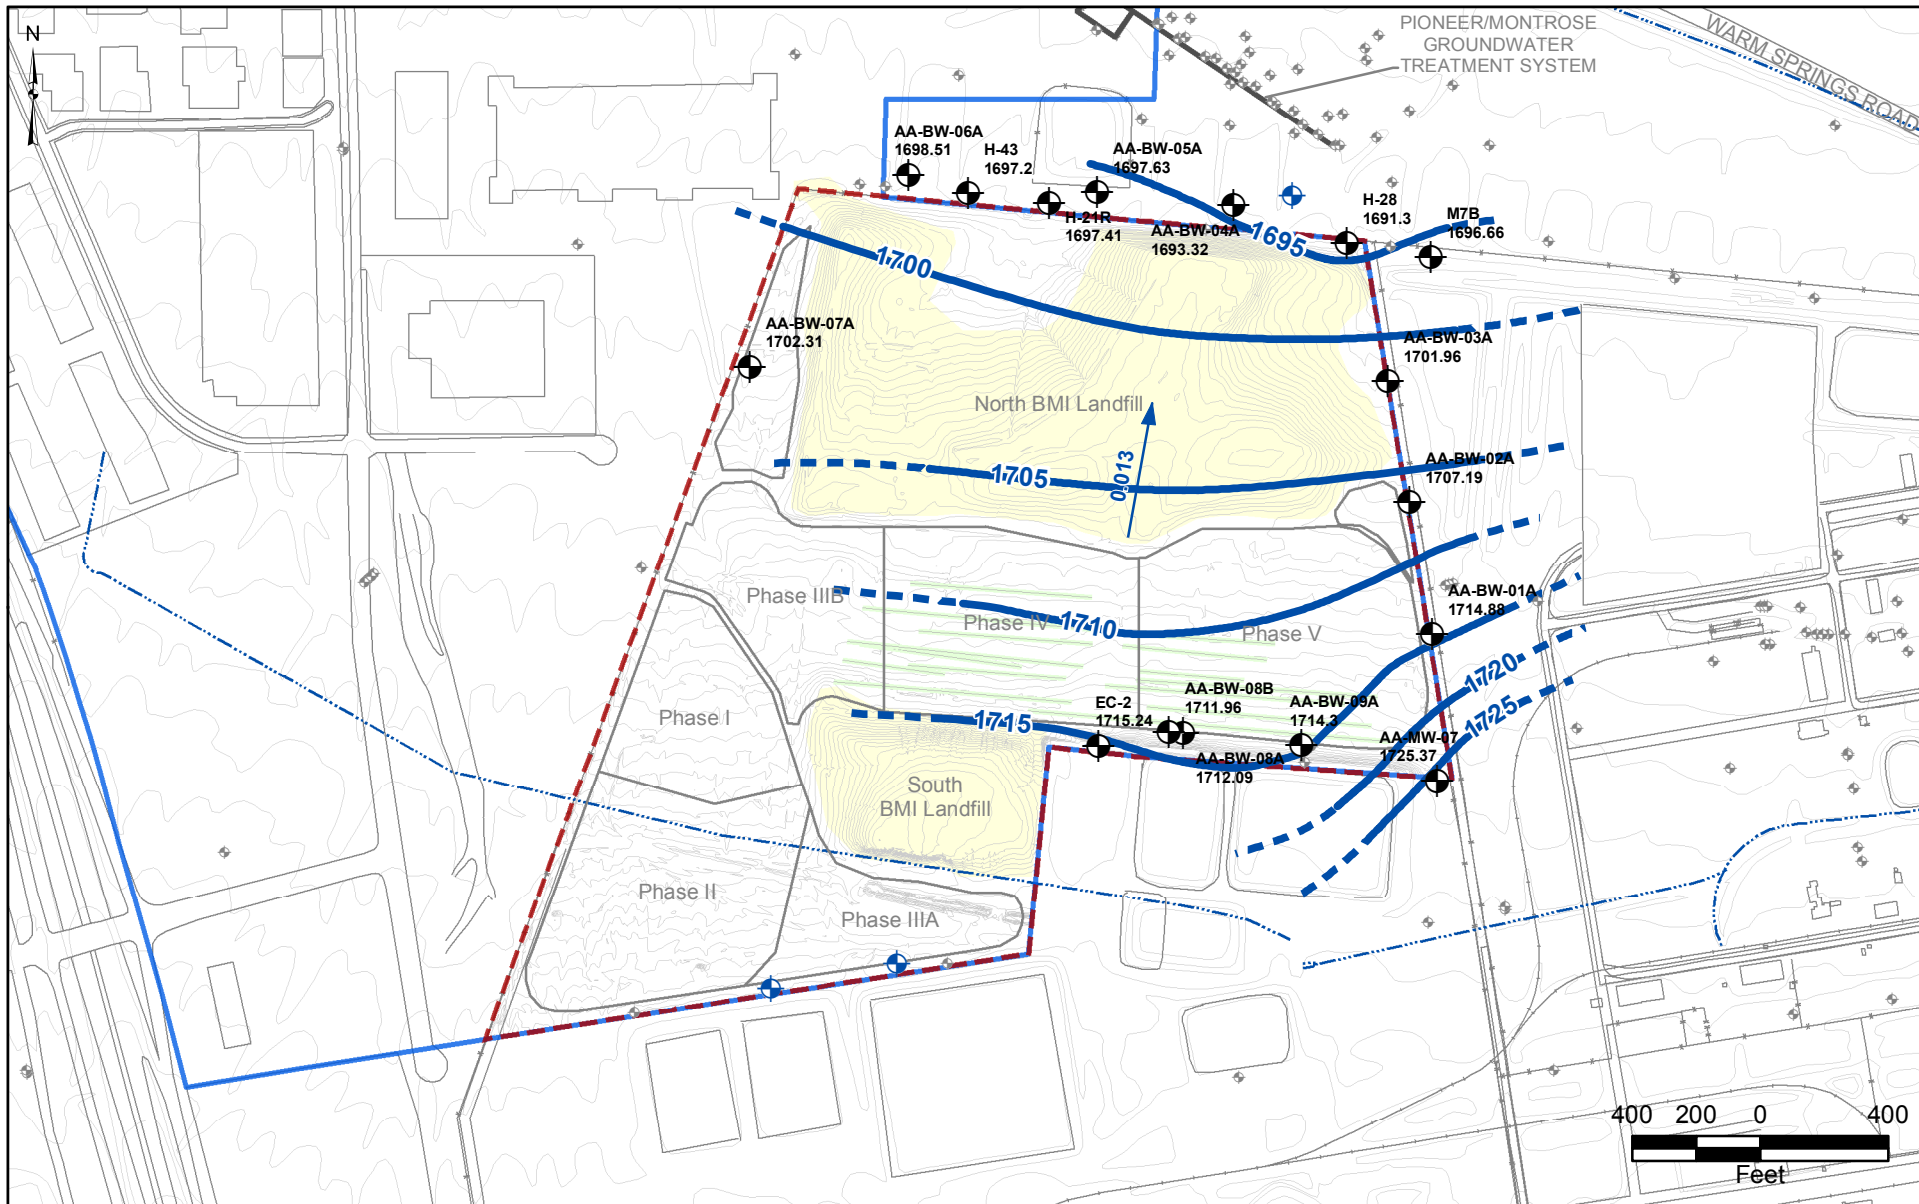 N
PIONEER/MONTROSE
GROUNDWATER
TREATMENT SYSTEM
WARM SPRINGS ROAD
AA-BW-06A
1698.51
H-43
1697.2
AA-BW-05A
1697.63
H-21R
1697.41
AA-BW-04A
1693.32
1695
H-28
1691.3
M7B
1696.66
1700
AA-BW-07A
1702.31
AA-BW-03A
1701.96
North BMI Landfill
0.013
1705
AA-BW-02A
1707.19
Phase IIIB
Phase IV
1710
Phase V
AA-BW-01A
1714.88
Phase I
1715
EC-2
1715.24
AA-BW-08B
1711.96
AA-BW-09A
1714.3
1720
1725
AA-BW-08A
1712.09
AA-MW-07
1725.37
South
BMI Landfill
Phase II
Phase IIIA
400 200 0 400
Feet